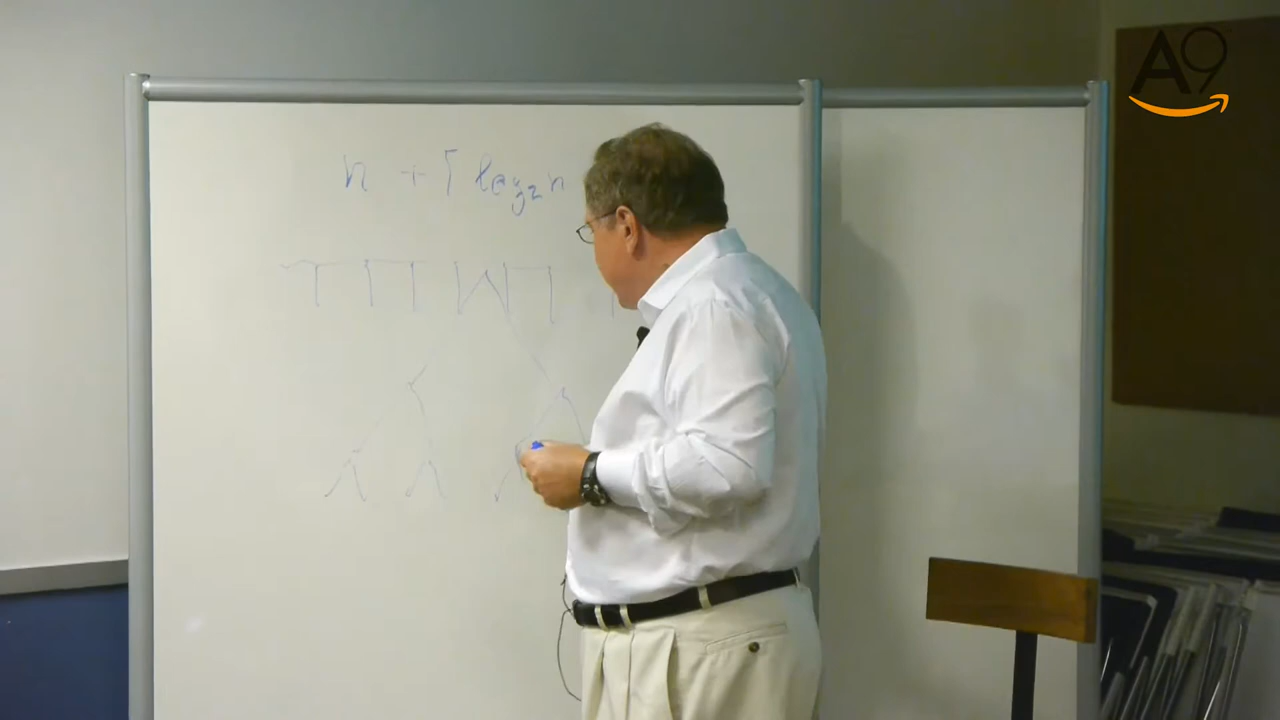 A9
n + ⌈ log₂ n